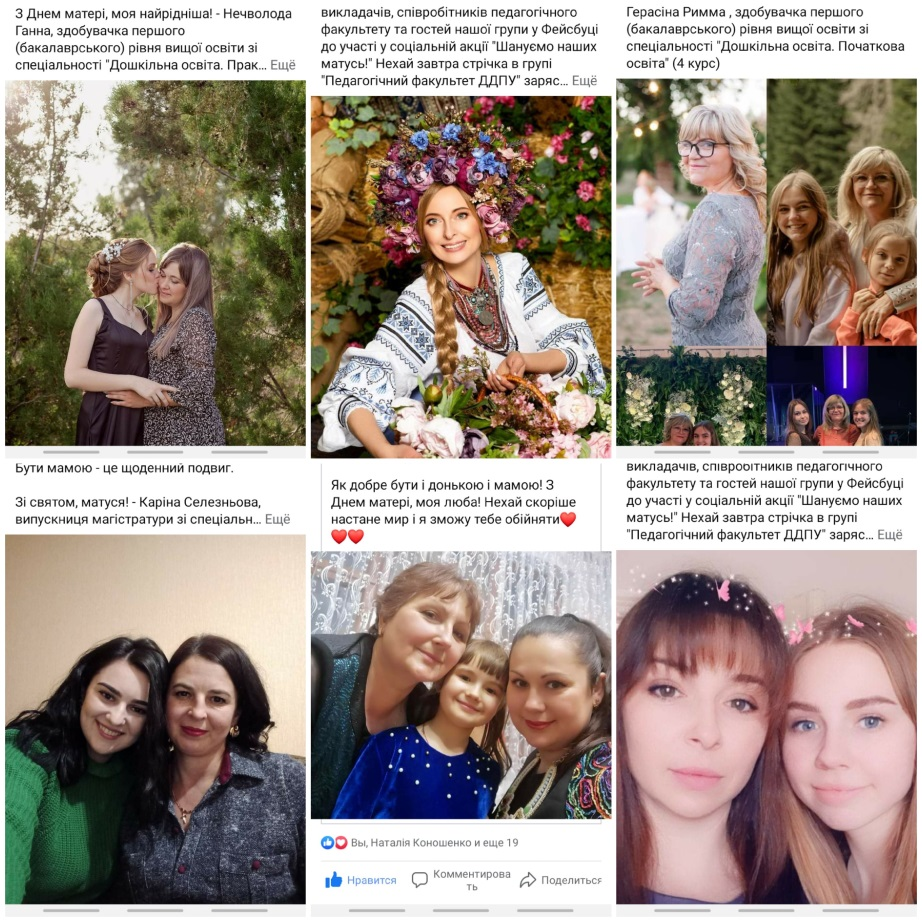 З Днем матері, моя найрідніша! - Нечволода
Ганна, здобувачка першого
(бакалаврського) рівня вищої освіти зі
спеціальності "Дошкільна освіта. Прак... Ещё
викладачів, співробітників педагогічного
факультету та гостей нашої групи у Фейсбуці
до участі у соціальній акції "Шануємо наших
матусь!" Нехай завтра стрічка в групі
"Педагогічний факультет ДДПУ" заряс... Ещё
Герасіна Римма , здобувачка першого
(бакалаврського) рівня вищої освіти зі
спеціальності "Дошкільна освіта. Початкова
освіта" (4 курс)
Бути мамою - це щоденний подвиг.
Зі святом, матуся! - Каріна Селезньова,
випускниця магістратури зі спеціальн... Ещё
Як добре бути і донькою і мамою! З
Днем матері, моя люба! Нехай скоріше
настане мир і я зможу тебе обійняти❤️
❤️❤️
Вы, Наталія Коношенко и еще 19
Нравится
Комментирова
ть
Поделиться
викладачів, співробітників педагогічного
факультету та гостей нашої групи у Фейсбуці
до участі у соціальній акції "Шануємо наших
матусь!" Нехай завтра стрічка в групі
"Педагогічний факультет ДДПУ" заряс... Ещё